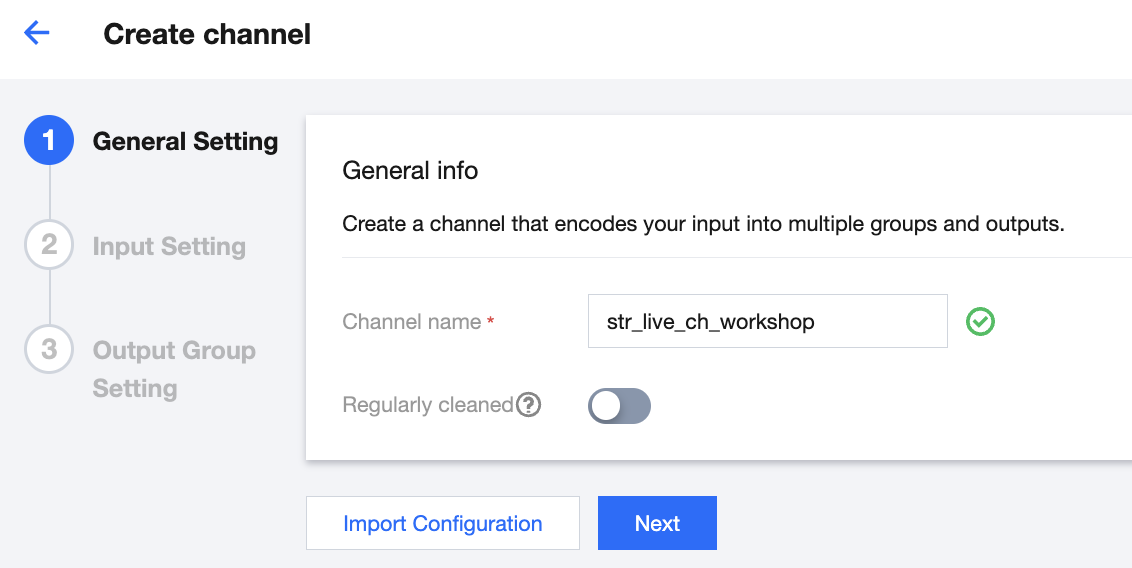 Create channel
1 General Setting
2 Input Setting
3 Output Group
Setting
General info
Create a channel that encodes your input into multiple groups and outputs.
Channel name *
str_live_ch_workshop
Regularly cleaned ?
Import Configuration
Next